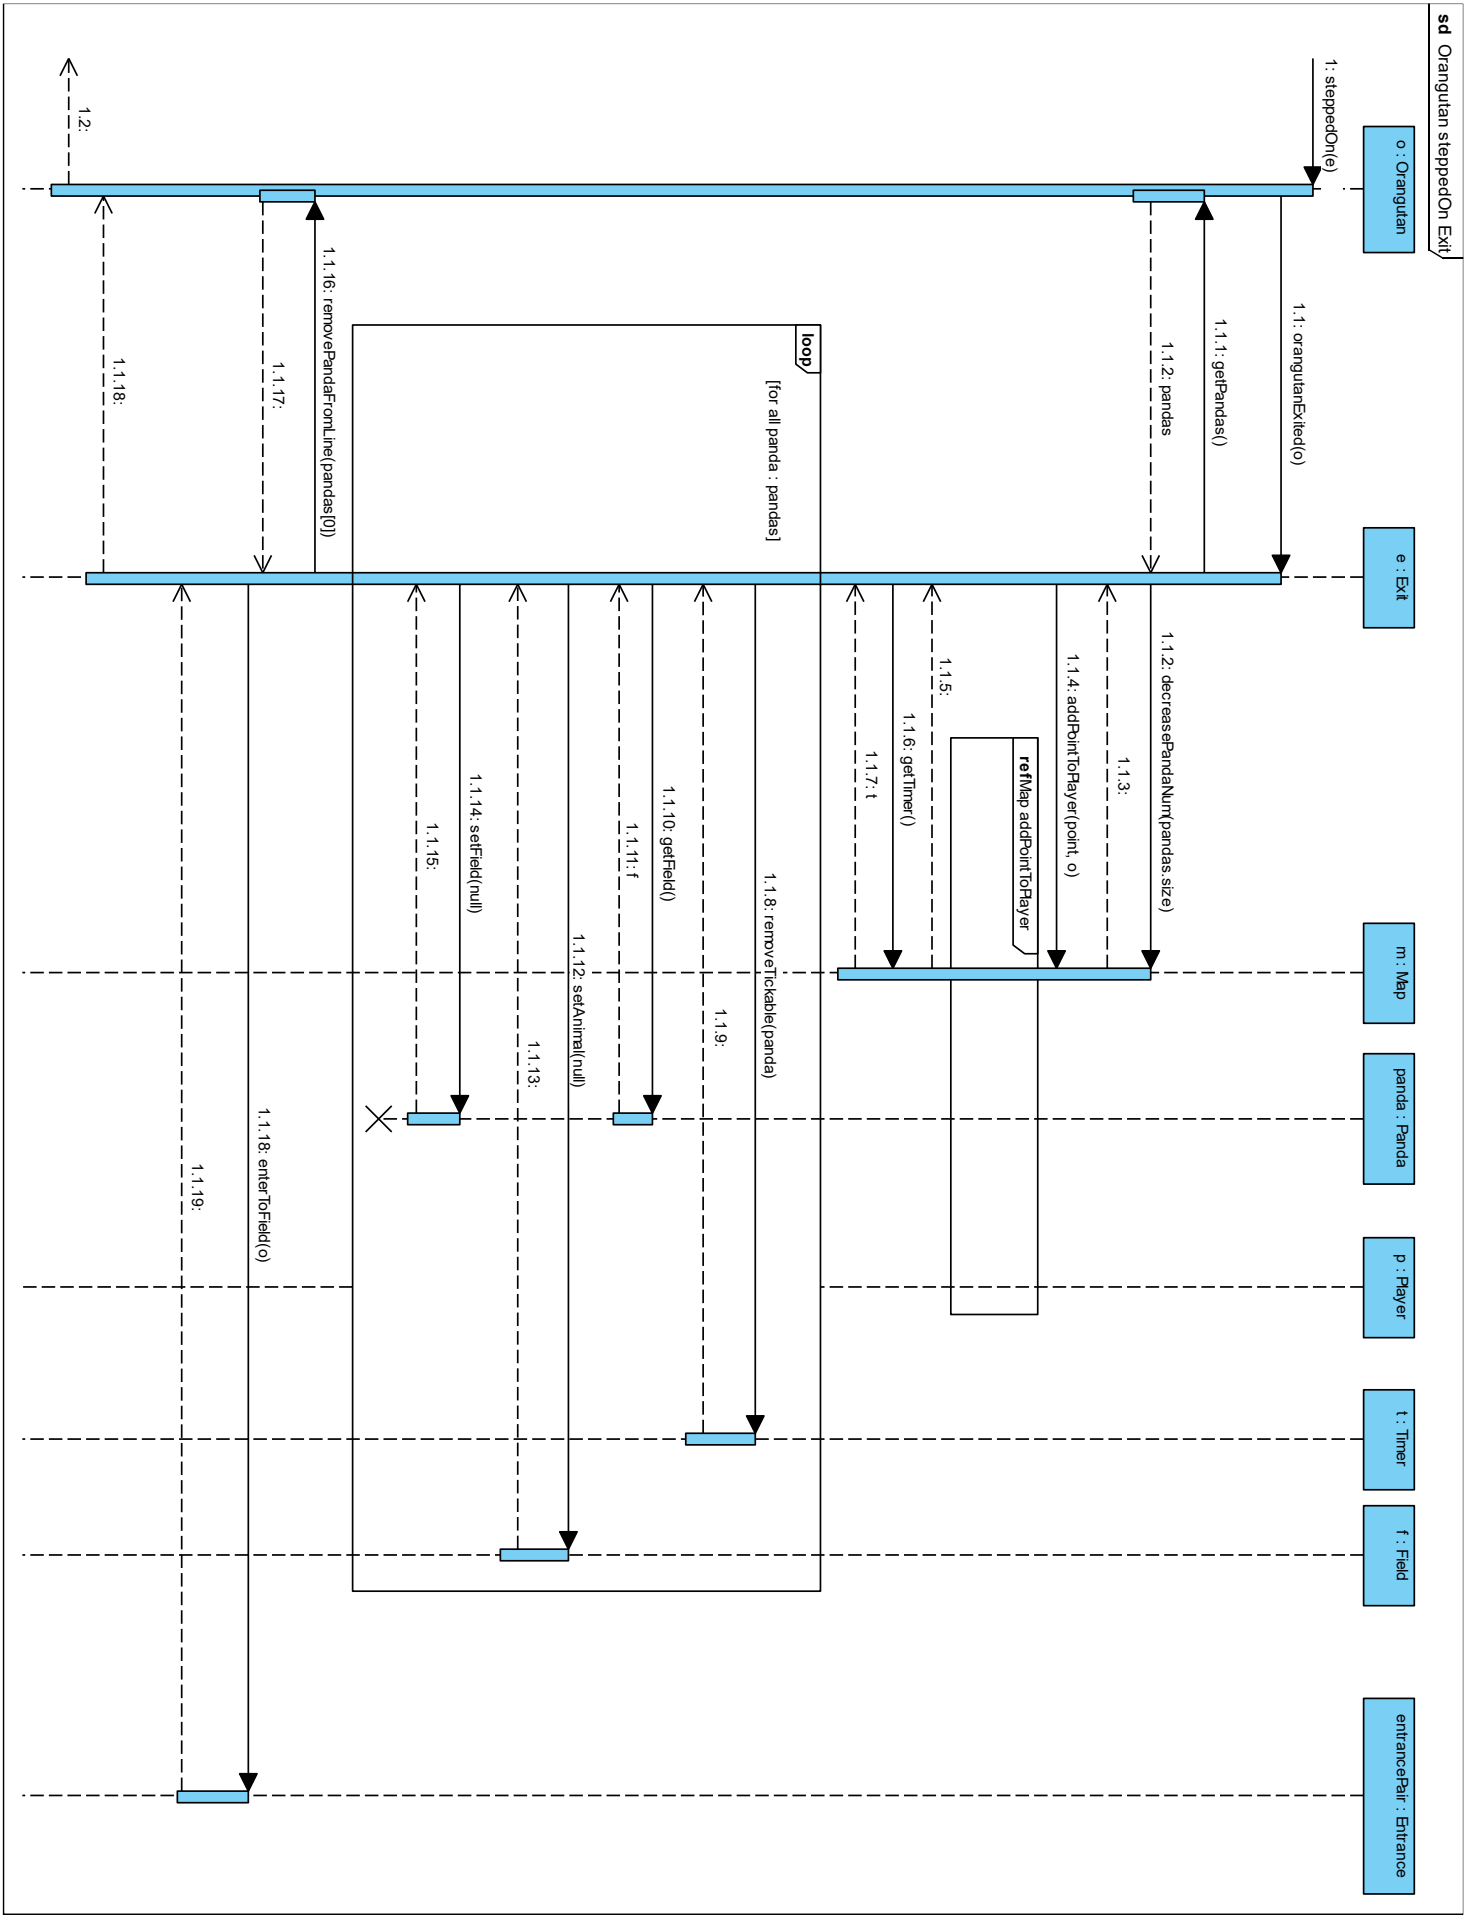 sd Orangutan steppedOn Exit
o : Orangutan
e : Exit
m : Map
panda : Panda
p : Player
t : Timer
f : Field
entrancePair : Entrance
1: steppedOn(e)
1.1: orangutanExited(o)
1.1.1: getPandas()
1.1.2: pandas
1.1.2: decreasePandaNum(pandas.size)
1.1.3:
1.1.4: addPointToPlayer(point, o)
refMap addPointToPlayer
1.1.5:
1.1.6: getTimer()
1.1.7: t
loop
[for all panda : pandas]
1.1.8: removeTickable(panda)
1.1.9:
1.1.10: getField()
1.1.11: f
1.1.12: setAnimal(null)
1.1.13:
1.1.14: setField(null)
1.1.15:
1.1.16: removePandaFromLine(pandas[0])
1.1.17:
1.1.18: enterToField(o)
1.1.19:
1.1.18:
1.2: